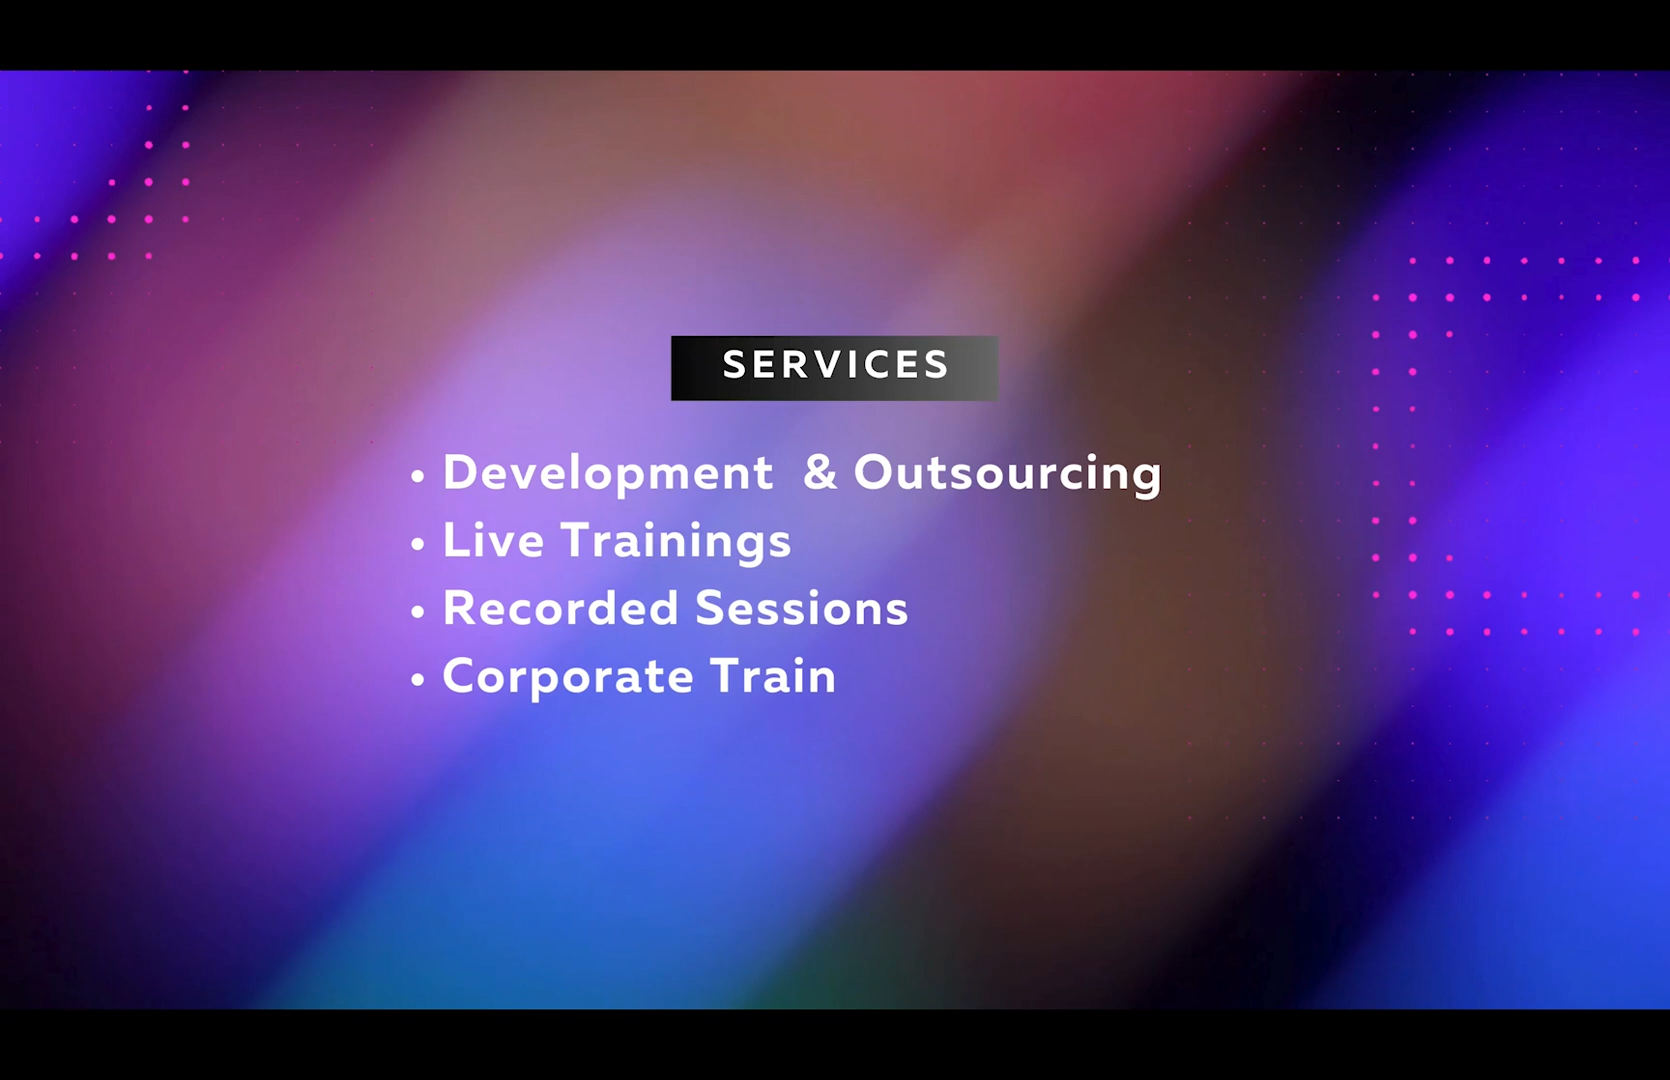 SERVICES
• Development & Outsourcing
• Live Trainings
• Recorded Sessions
• Corporate Train